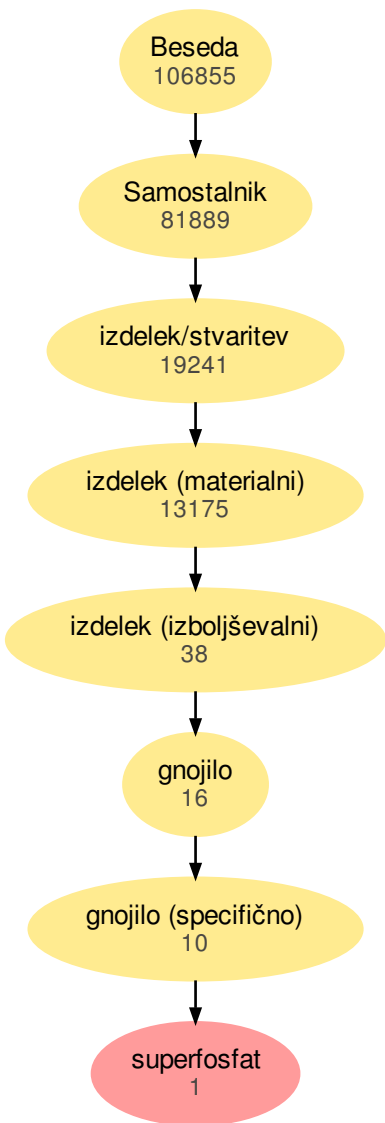 Beseda
106855
Samostalnik
81889
izdelek/stvaritev
19241
izdelek (materialni)
13175
izdelek (izboljševalni)
38
gnojilo
16
gnojilo (specifično)
10
superfosfat
1